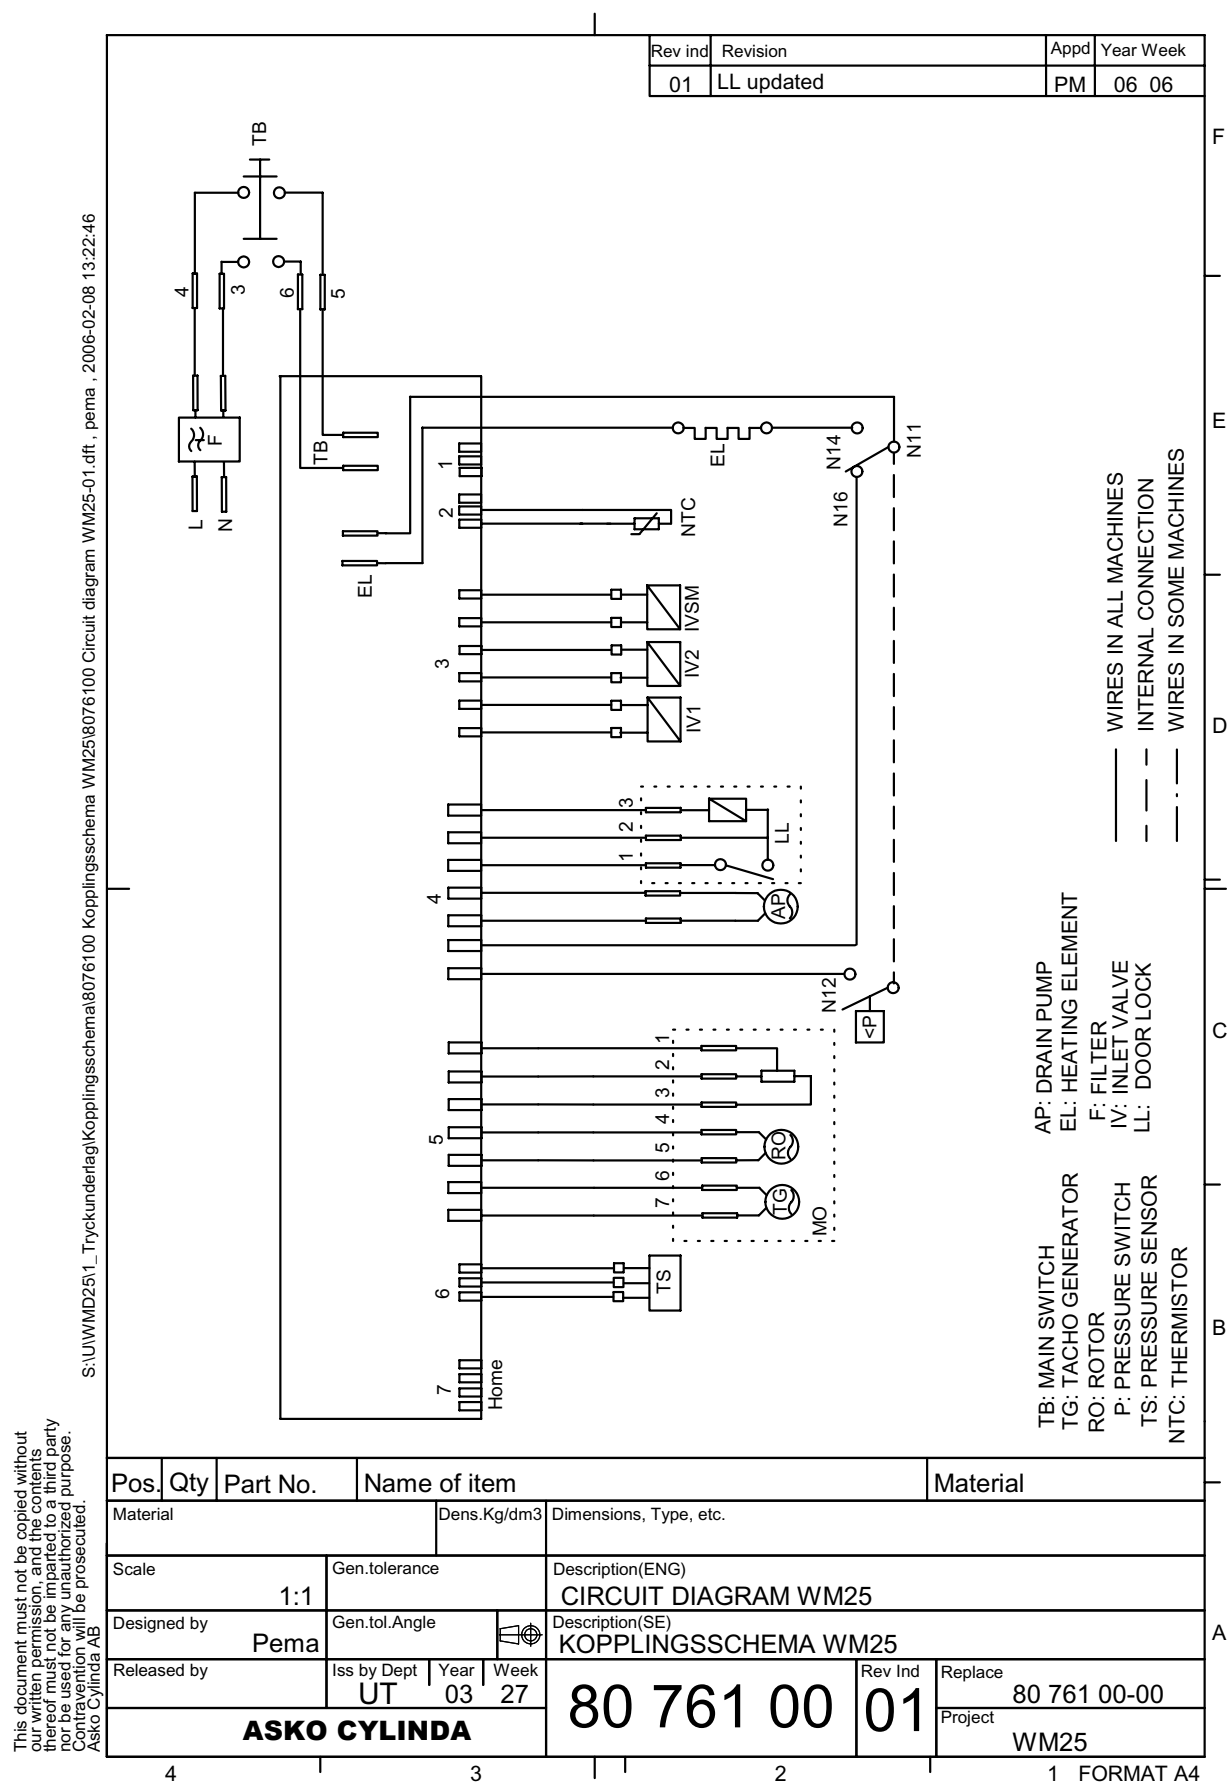 Rev ind Revision Appd Year Week
01 LL updated PM 06 06
F
E
D
C
B
A
S:\U\WMD25\1_Tryckunderlag\Kopplingsschema\8076100 Kopplingsschema WM25\8076100 Circuit diagram WM25-01.dft , pema , 2006-02-08 13:22:46
TB
4
3
6
5
F
L
N
TB
EL
1
2
3
4
5
6
7
Home
EL
N14
N11
N16
NTC
IVSM
IV2
IV1
3
2
1
LL
AP
N12
<P
1
2
3
4
5
6
7
RO
TG
MO
TS
WIRES IN ALL MACHINES
INTERNAL CONNECTION
WIRES IN SOME MACHINES
AP: DRAIN PUMP
EL: HEATING ELEMENT
F: FILTER
IV: INLET VALVE
LL: DOOR LOCK
TB: MAIN SWITCH
TG: TACHO GENERATOR
RO: ROTOR
P: PRESSURE SWITCH
TS: PRESSURE SENSOR
NTC: THERMISTOR
This document must not be copied without
our written permission, and the contents
thereof must not be imparted to a third party
nor be used for any unauthorized purpose.
Contravention will be prosecuted.
Asko Cylinda AB
Pos. Qty Part No. Name of item Material
Material Dens.Kg/dm3 Dimensions, Type, etc.
Scale Gen.tolerance Description(ENG)
1:1 CIRCUIT DIAGRAM WM25
Designed by Gen.tol.Angle Description(SE)
Pema KOPPLINGSSCHEMA WM25
Released by Iss by Dept Year Week Rev Ind Replace
UT 03 27 80 761 00 01 80 761 00-00
ASKO CYLINDA Project
WM25
4 3 2 1 FORMAT A4